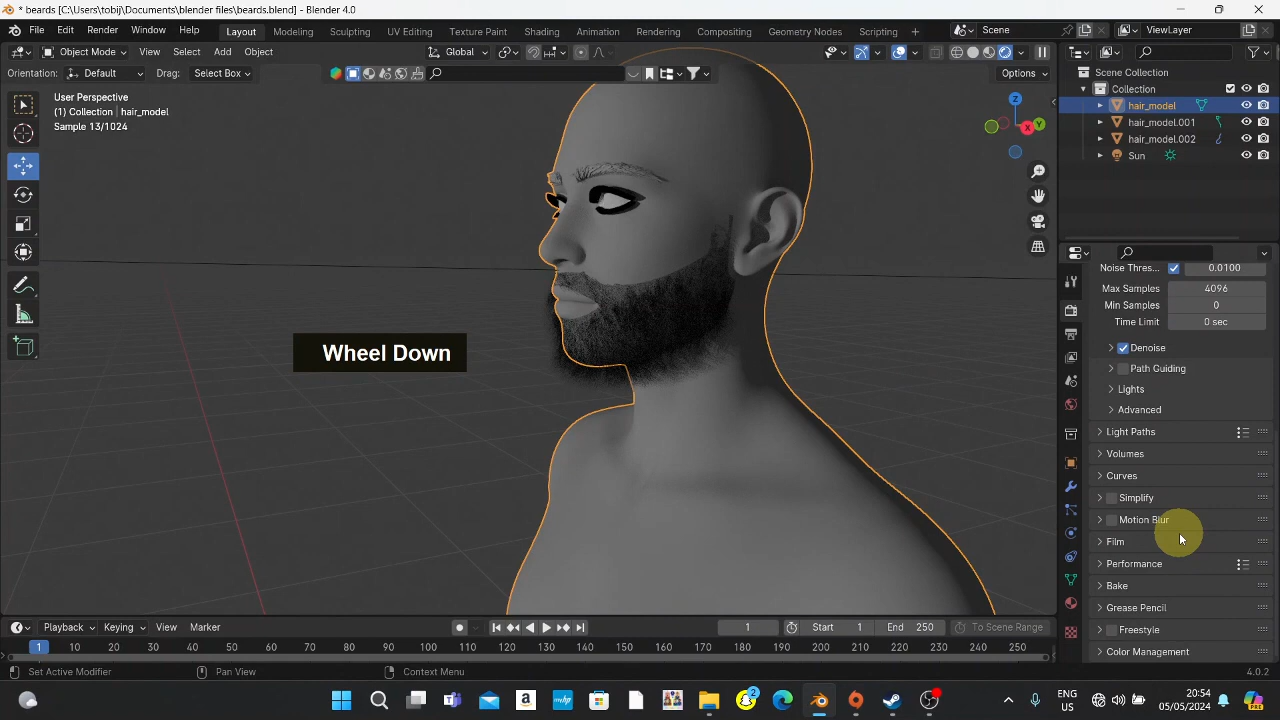 * beards [C:\Users\tobij\Documents\blender files\beards.blend] - Blender 4.0
File Edit Render Window Help Layout Modeling Sculpting UV Editing Texture Paint Shading Animation Rendering Compositing Geometry Nodes Scripting + Scene ViewLayer
Object Mode View Select Add Object Global
Orientation: Default Drag: Select Box Options
User Perspective
(1) Collection | hair_model
Sample 13/1024
Z
Y
X
Scene Collection
Collection
hair_model
hair_model.001
hair_model.002
Sun
Noise Thres... 0.0100
Max Samples 4096
Min Samples 0
Time Limit 0 sec
Denoise
Path Guiding
Lights
Advanced
Light Paths
Volumes
Curves
Simplify
Motion Blur
Film
Performance
Bake
Grease Pencil
Freestyle
Color Management
Wheel Down
Playback Keying View Marker 1 Start 1 End 250 To Scene Range
1 10 20 30 40 50 60 70 80 90 100 110 120 130 140 150 160 170 180 190 200 210 220 230 240 250
Set Active Modifier Pan View Context Menu 4.0.2
2
ENG
US
20:54
05/05/2024
PRE